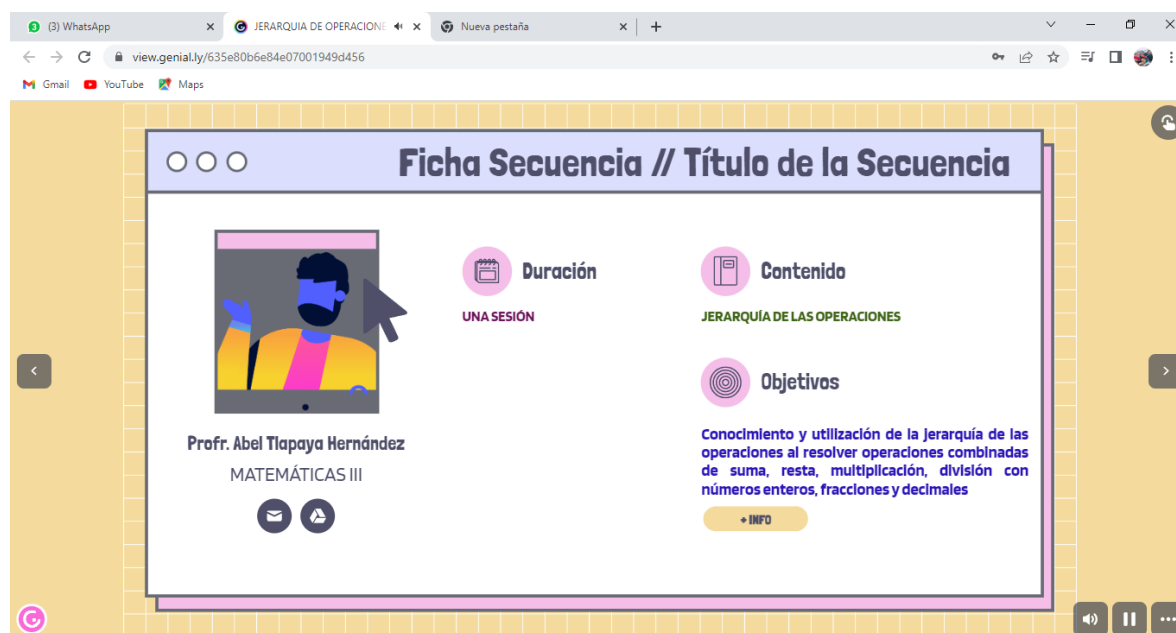 (3) WhatsApp
JERARQUIA DE OPERACIONE
Nueva pestaña
view.genial.ly/635e80b6e84e07001949d456
Gmail
YouTube
Maps
Ficha Secuencia // Título de la Secuencia
Duración
UNA SESIÓN
Contenido
JERARQUÍA DE LAS OPERACIONES
Objetivos
Conocimiento y utilización de la jerarquía de las
operaciones al resolver operaciones combinadas
de suma, resta, multiplicación, división con
números enteros, fracciones y decimales
+ INFO
Profr. Abel Tlapaya Hernández
MATEMÁTICAS III